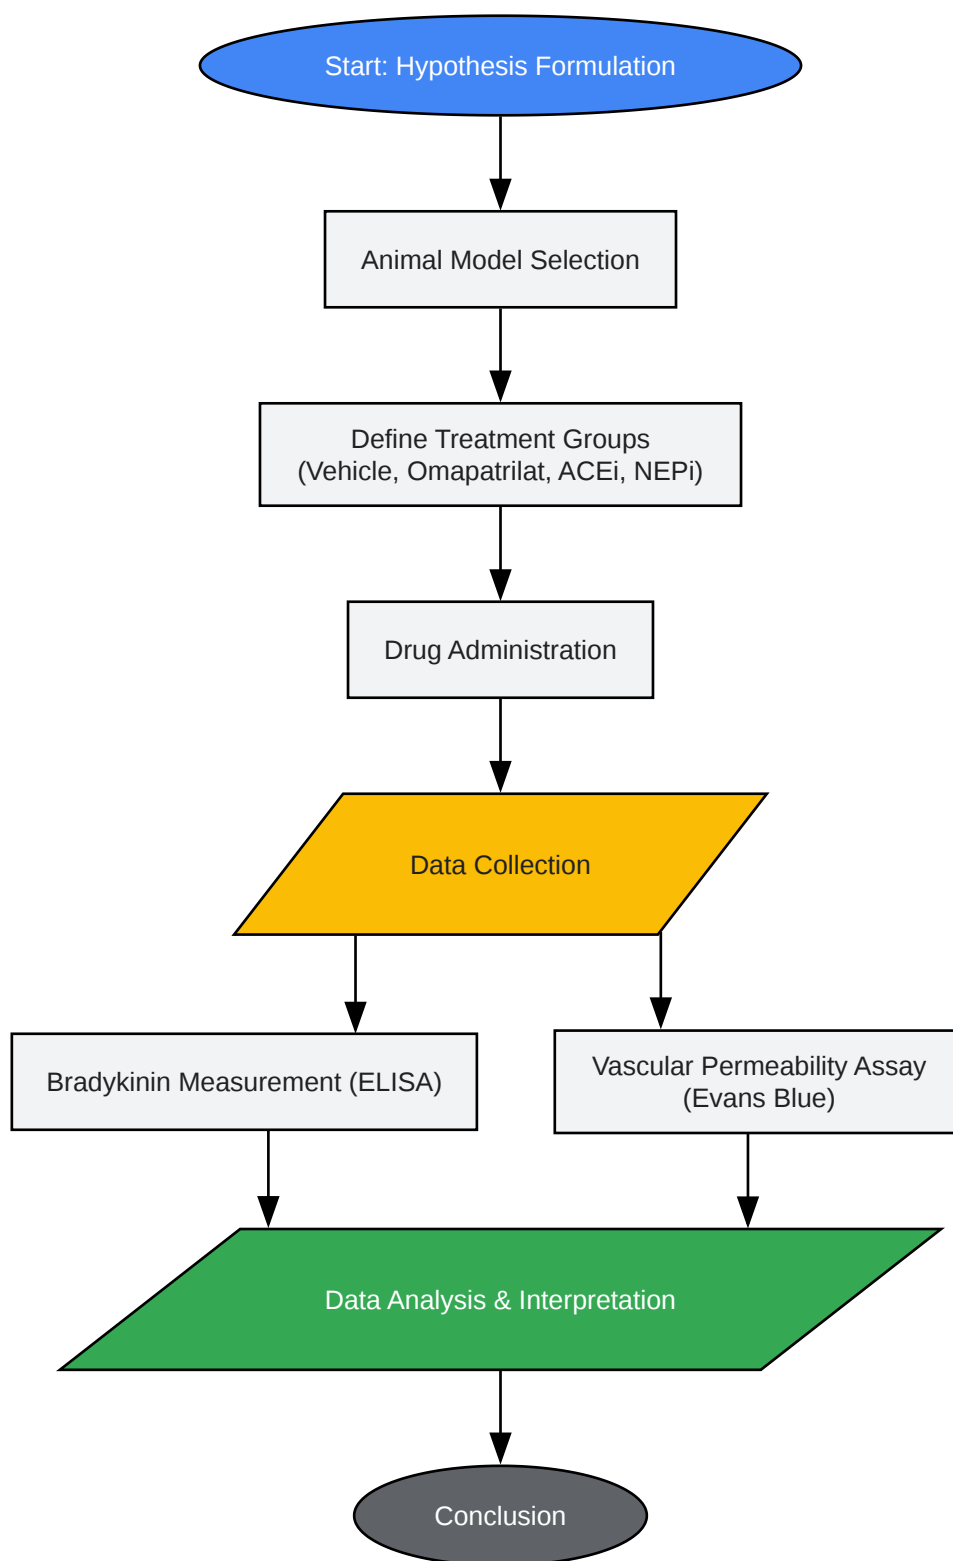 Start: Hypothesis Formulation
Animal Model Selection
Define Treatment Groups
(Vehicle, Omapatrilat, ACEi, NEPi)
Drug Administration
Data Collection
Bradykinin Measurement (ELISA)
Vascular Permeability Assay
(Evans Blue)
Data Analysis & Interpretation
Conclusion